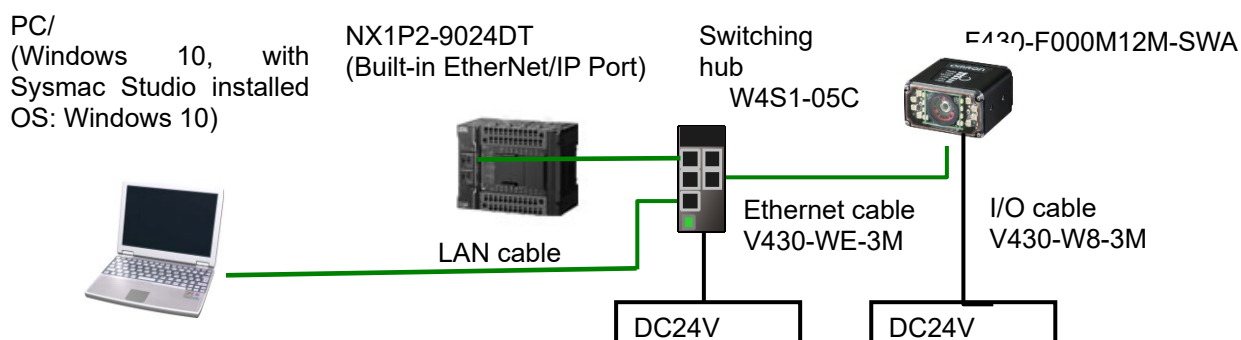 PC/
(Windows 10, with
Sysmac Studio installed
OS: Windows 10)
NX1P2-9024DT
(Built-in EtherNet/IP Port)
Switching
hub
W4S1-05C
F430-F000M12M-SWA
LAN cable
Ethernet cable
V430-WE-3M
I/O cable
V430-W8-3M
DC24V
DC24V